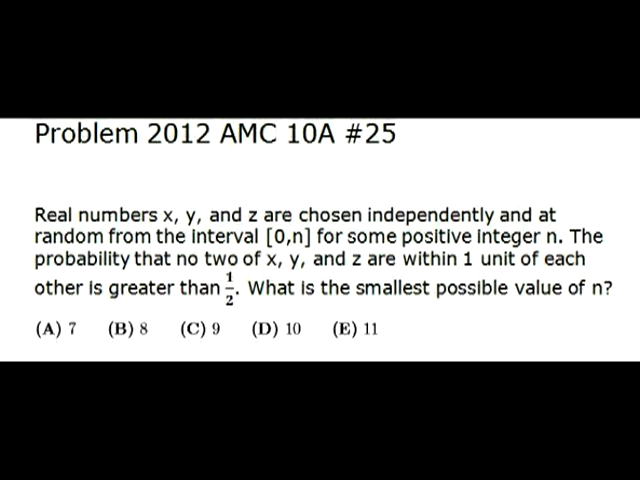 Problem 2012 AMC 10A #25
Real numbers x, y, and z are chosen independently and at
random from the interval [0,n] for some positive integer n. The
probability that no two of x, y, and z are within 1 unit of each
other is greater than 1/2. What is the smallest possible value of n?
(A) 7 (B) 8 (C) 9 (D) 10 (E) 11